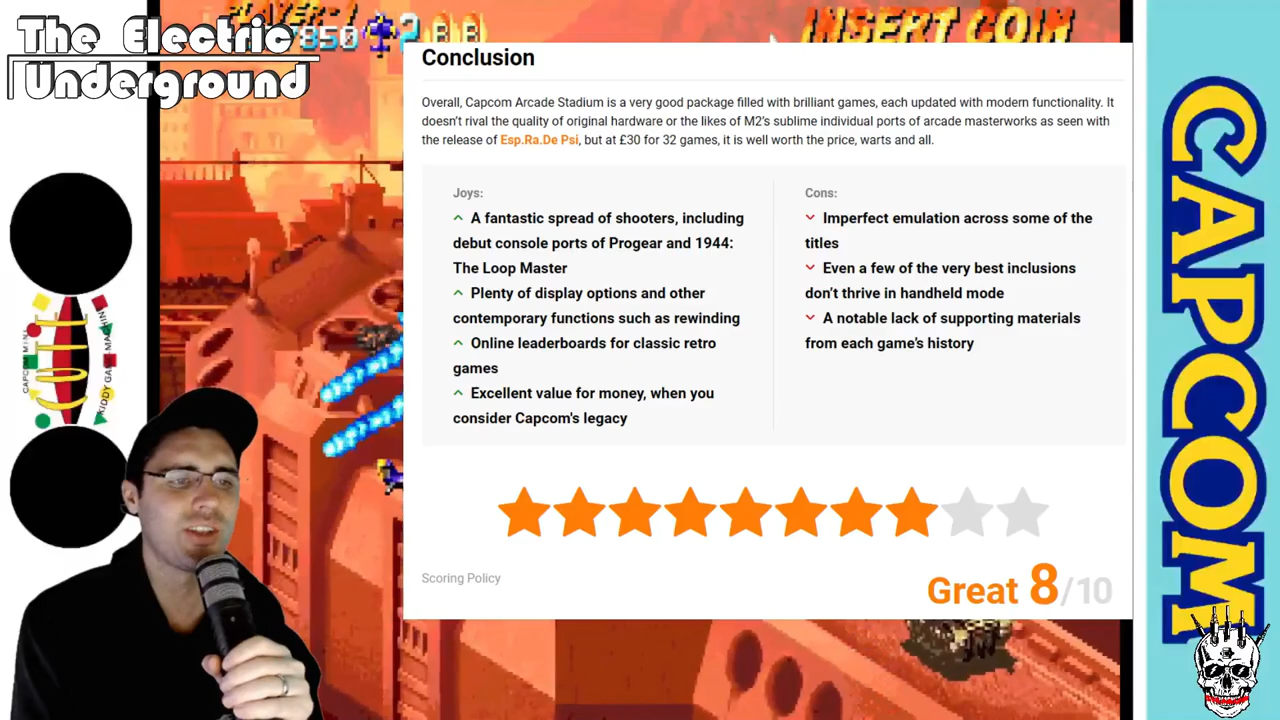 The Electric
Underground
PLAYER-1
7850
INSERT COIN
Conclusion
Overall, Capcom Arcade Stadium is a very good package filled with brilliant games, each updated with modern functionality. It
doesn't rival the quality of original hardware or the likes of M2's sublime individual ports of arcade masterworks as seen with
the release of Esp.Ra.De Psi, but at £30 for 32 games, it is well worth the price, warts and all.
Joys:
A fantastic spread of shooters, including
debut console ports of Progear and 1944:
The Loop Master
Plenty of display options and other
contemporary functions such as rewinding
Online leaderboards for classic retro
games
Excellent value for money, when you
consider Capcom's legacy
Cons:
Imperfect emulation across some of the
titles
Even a few of the very best inclusions
don't thrive in handheld mode
A notable lack of supporting materials
from each game's history
Scoring Policy
Great 8/10
CAPCOM
CAPCOM MINI
KIDDY GAM MACHIN